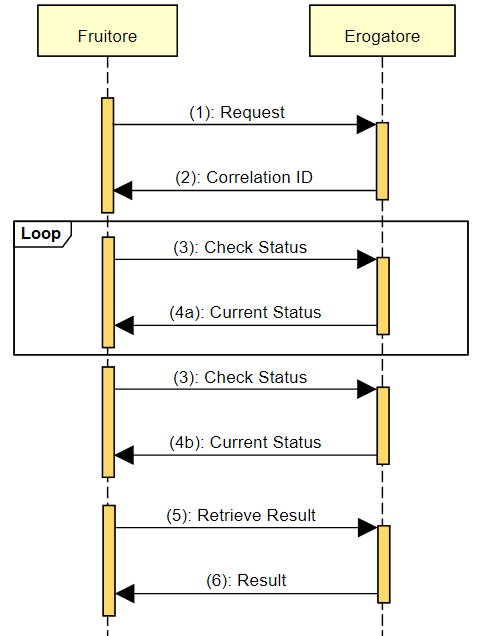 Fruitore
Erogatore
(1): Request
(2): Correlation ID
Loop
(3): Check Status
(4a): Current Status
(3): Check Status
(4b): Current Status
(5): Retrieve Result
(6): Result